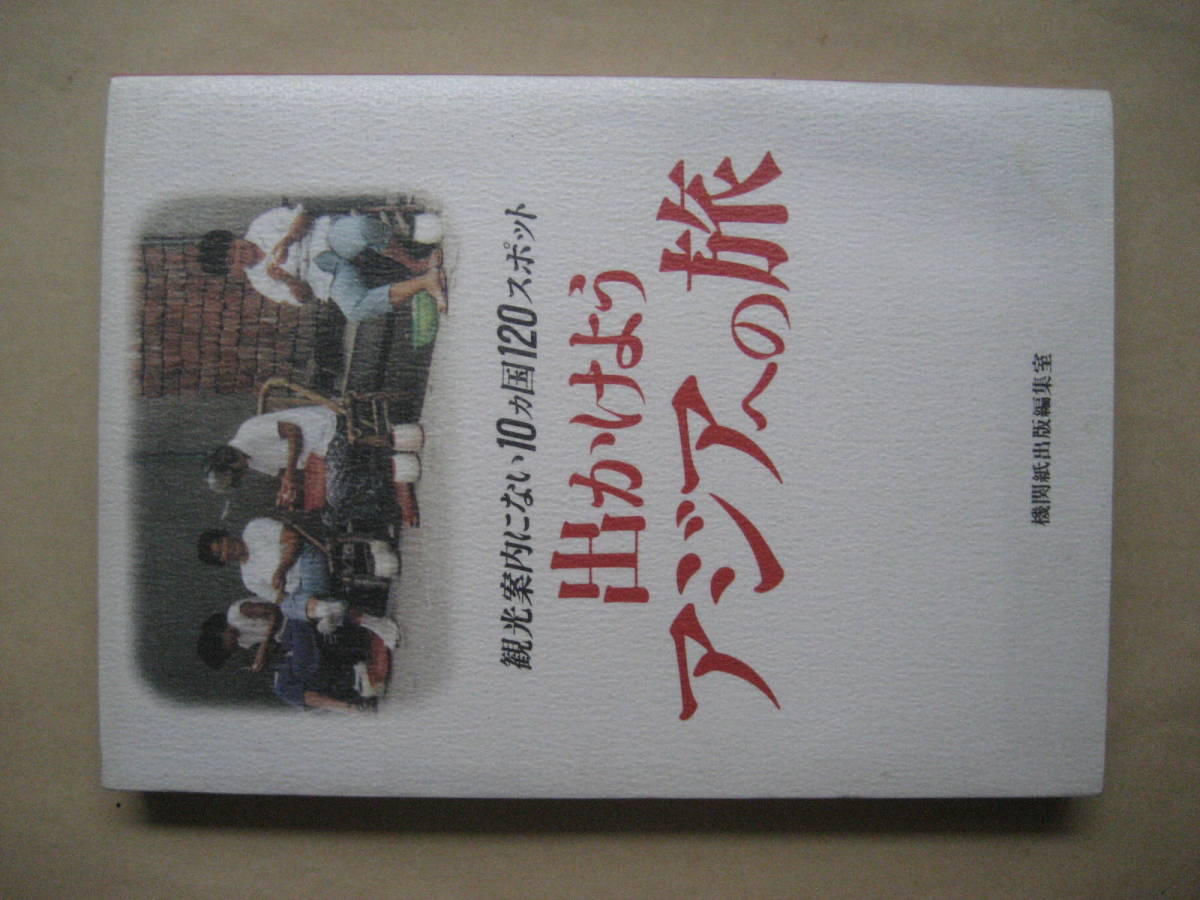 観光案内にない10ヵ国120スポット
出かけよう
アジアへの旅
機関紙出版編集室